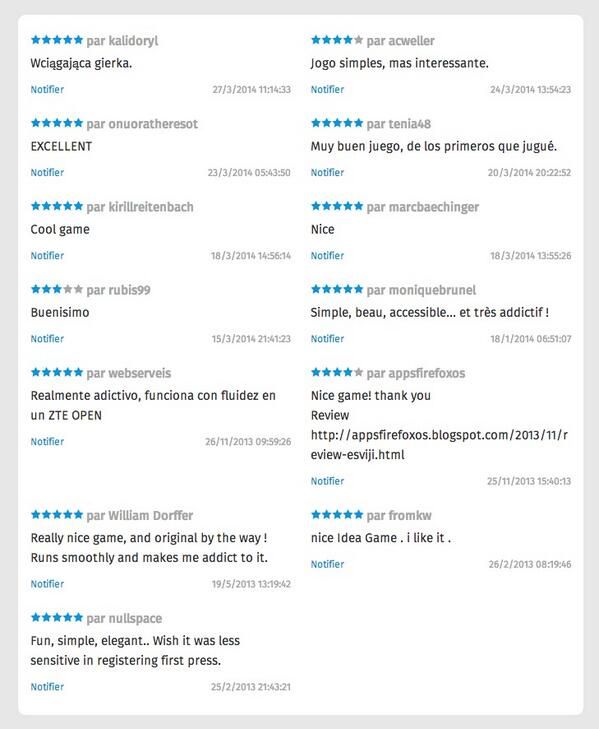 ★★★★★ par kalidoryl
Wciągająca gierka.
Notifier 27/3/2014 11:14:33
★★★★★ par acweller
Jogo simples, mas interessante.
Notifier 24/3/2014 13:54:23
★★★★★ par onuoratheresot
EXCELLENT
Notifier 23/3/2014 05:43:50
★★★★★ par tenia48
Muy buen juego, de los primeros que jugué.
Notifier 20/3/2014 20:22:52
★★★★★ par kirillreitenbach
Cool game
Notifier 18/3/2014 14:56:14
★★★★★ par marcbaechinger
Nice
Notifier 18/3/2014 13:55:26
★★★★★ par rubis99
Buenisimo
Notifier 15/3/2014 21:41:23
★★★★★ par moniquebrunel
Simple, beau, accessible... et très addictif !
Notifier 18/1/2014 06:51:07
★★★★★ par webserveis
Realmente adictivo, funciona con fluidez en
un ZTE OPEN
Notifier 26/11/2013 09:59:26
★★★★★ par appsfirefoxos
Nice game! thank you
Review
http://appsfirefoxos.blogspot.com/2013/11/r
eview-esviji.html
Notifier 25/11/2013 15:40:13
★★★★★ par William Dorffer
Really nice game, and original by the way !
Runs smoothly and makes me addict to it.
Notifier 19/5/2013 13:19:42
★★★★★ par fromkw
nice Idea Game . i like it .
Notifier 26/2/2013 08:19:46
★★★★★ par nullspace
Fun, simple, elegant.. Wish it was less
sensitive in registering first press.
Notifier 25/2/2013 21:43:21